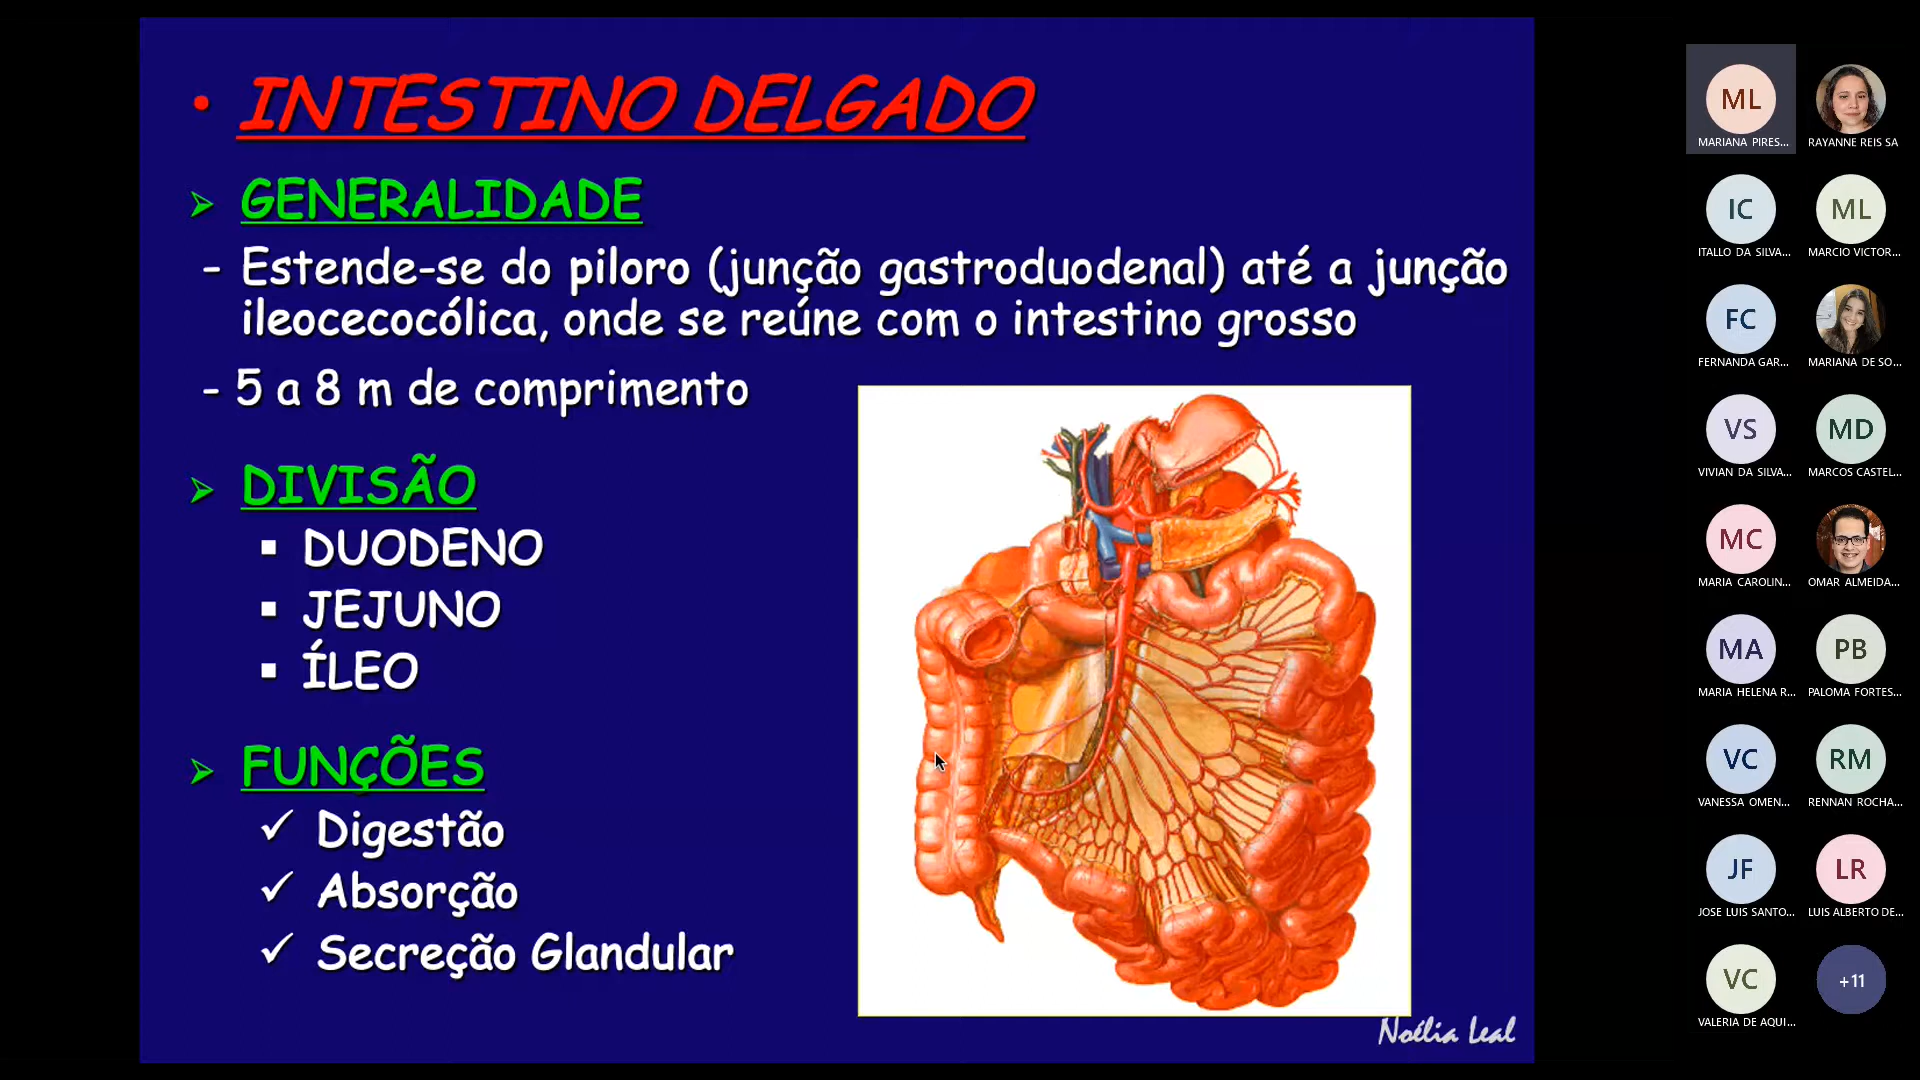 • INTESTINO DELGADO
➢ GENERALIDADE
- Estende-se do piloro (junção gastroduodenal) até a junção
ileocecocólica, onde se reúne com o intestino grosso
- 5 a 8 m de comprimento
➢ DIVISÃO
▪ DUODENO
▪ JEJUNO
▪ ÍLEO
➢ FUNÇÕES
✓ Digestão
✓ Absorção
✓ Secreção Glandular
Noélia Leal
ML
MARIANA PIRES...
RAYANNE REIS SA
IC
ITALLO DA SILVA...
ML
MARCIO VICTOR...
FC
FERNANDA GAR...
MARIANA DE SO...
VS
VIVIAN DA SILVA...
MD
MARCOS CASTEL...
MC
MARIA CAROLIN...
OMAR ALMEIDA...
MA
MARIA HELENA R...
PB
PALOMA FORTES...
VC
VANESSA OMEN...
RM
RENNAN ROCHA...
JF
JOSE LUIS SANTO...
LR
LUIS ALBERTO DE...
VC
VALERIA DE AQUI...
+11